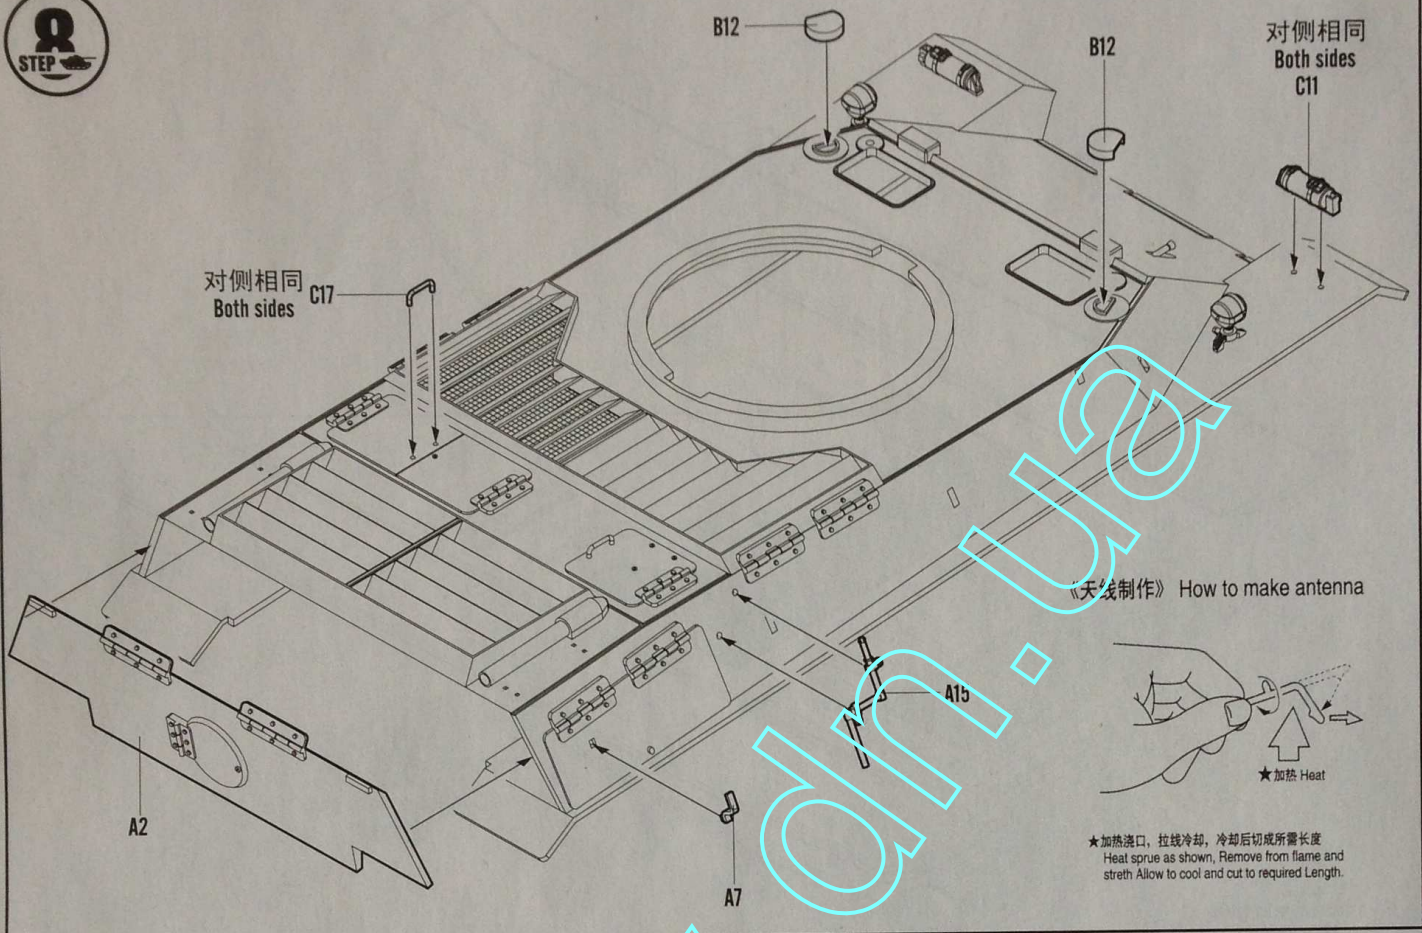 8
STEP
B12
B12
对侧相同
Both sides
C11
对侧相同
Both sides
C17
《天线制作》 How to make antenna
A15
★加热 Heat
A2
A7
★加热浇口，拉线冷却，冷却后切成所需长度
Heat sprue as shown, Remove from flame and
streth Allow to cool and cut to required Length.
dn.ua